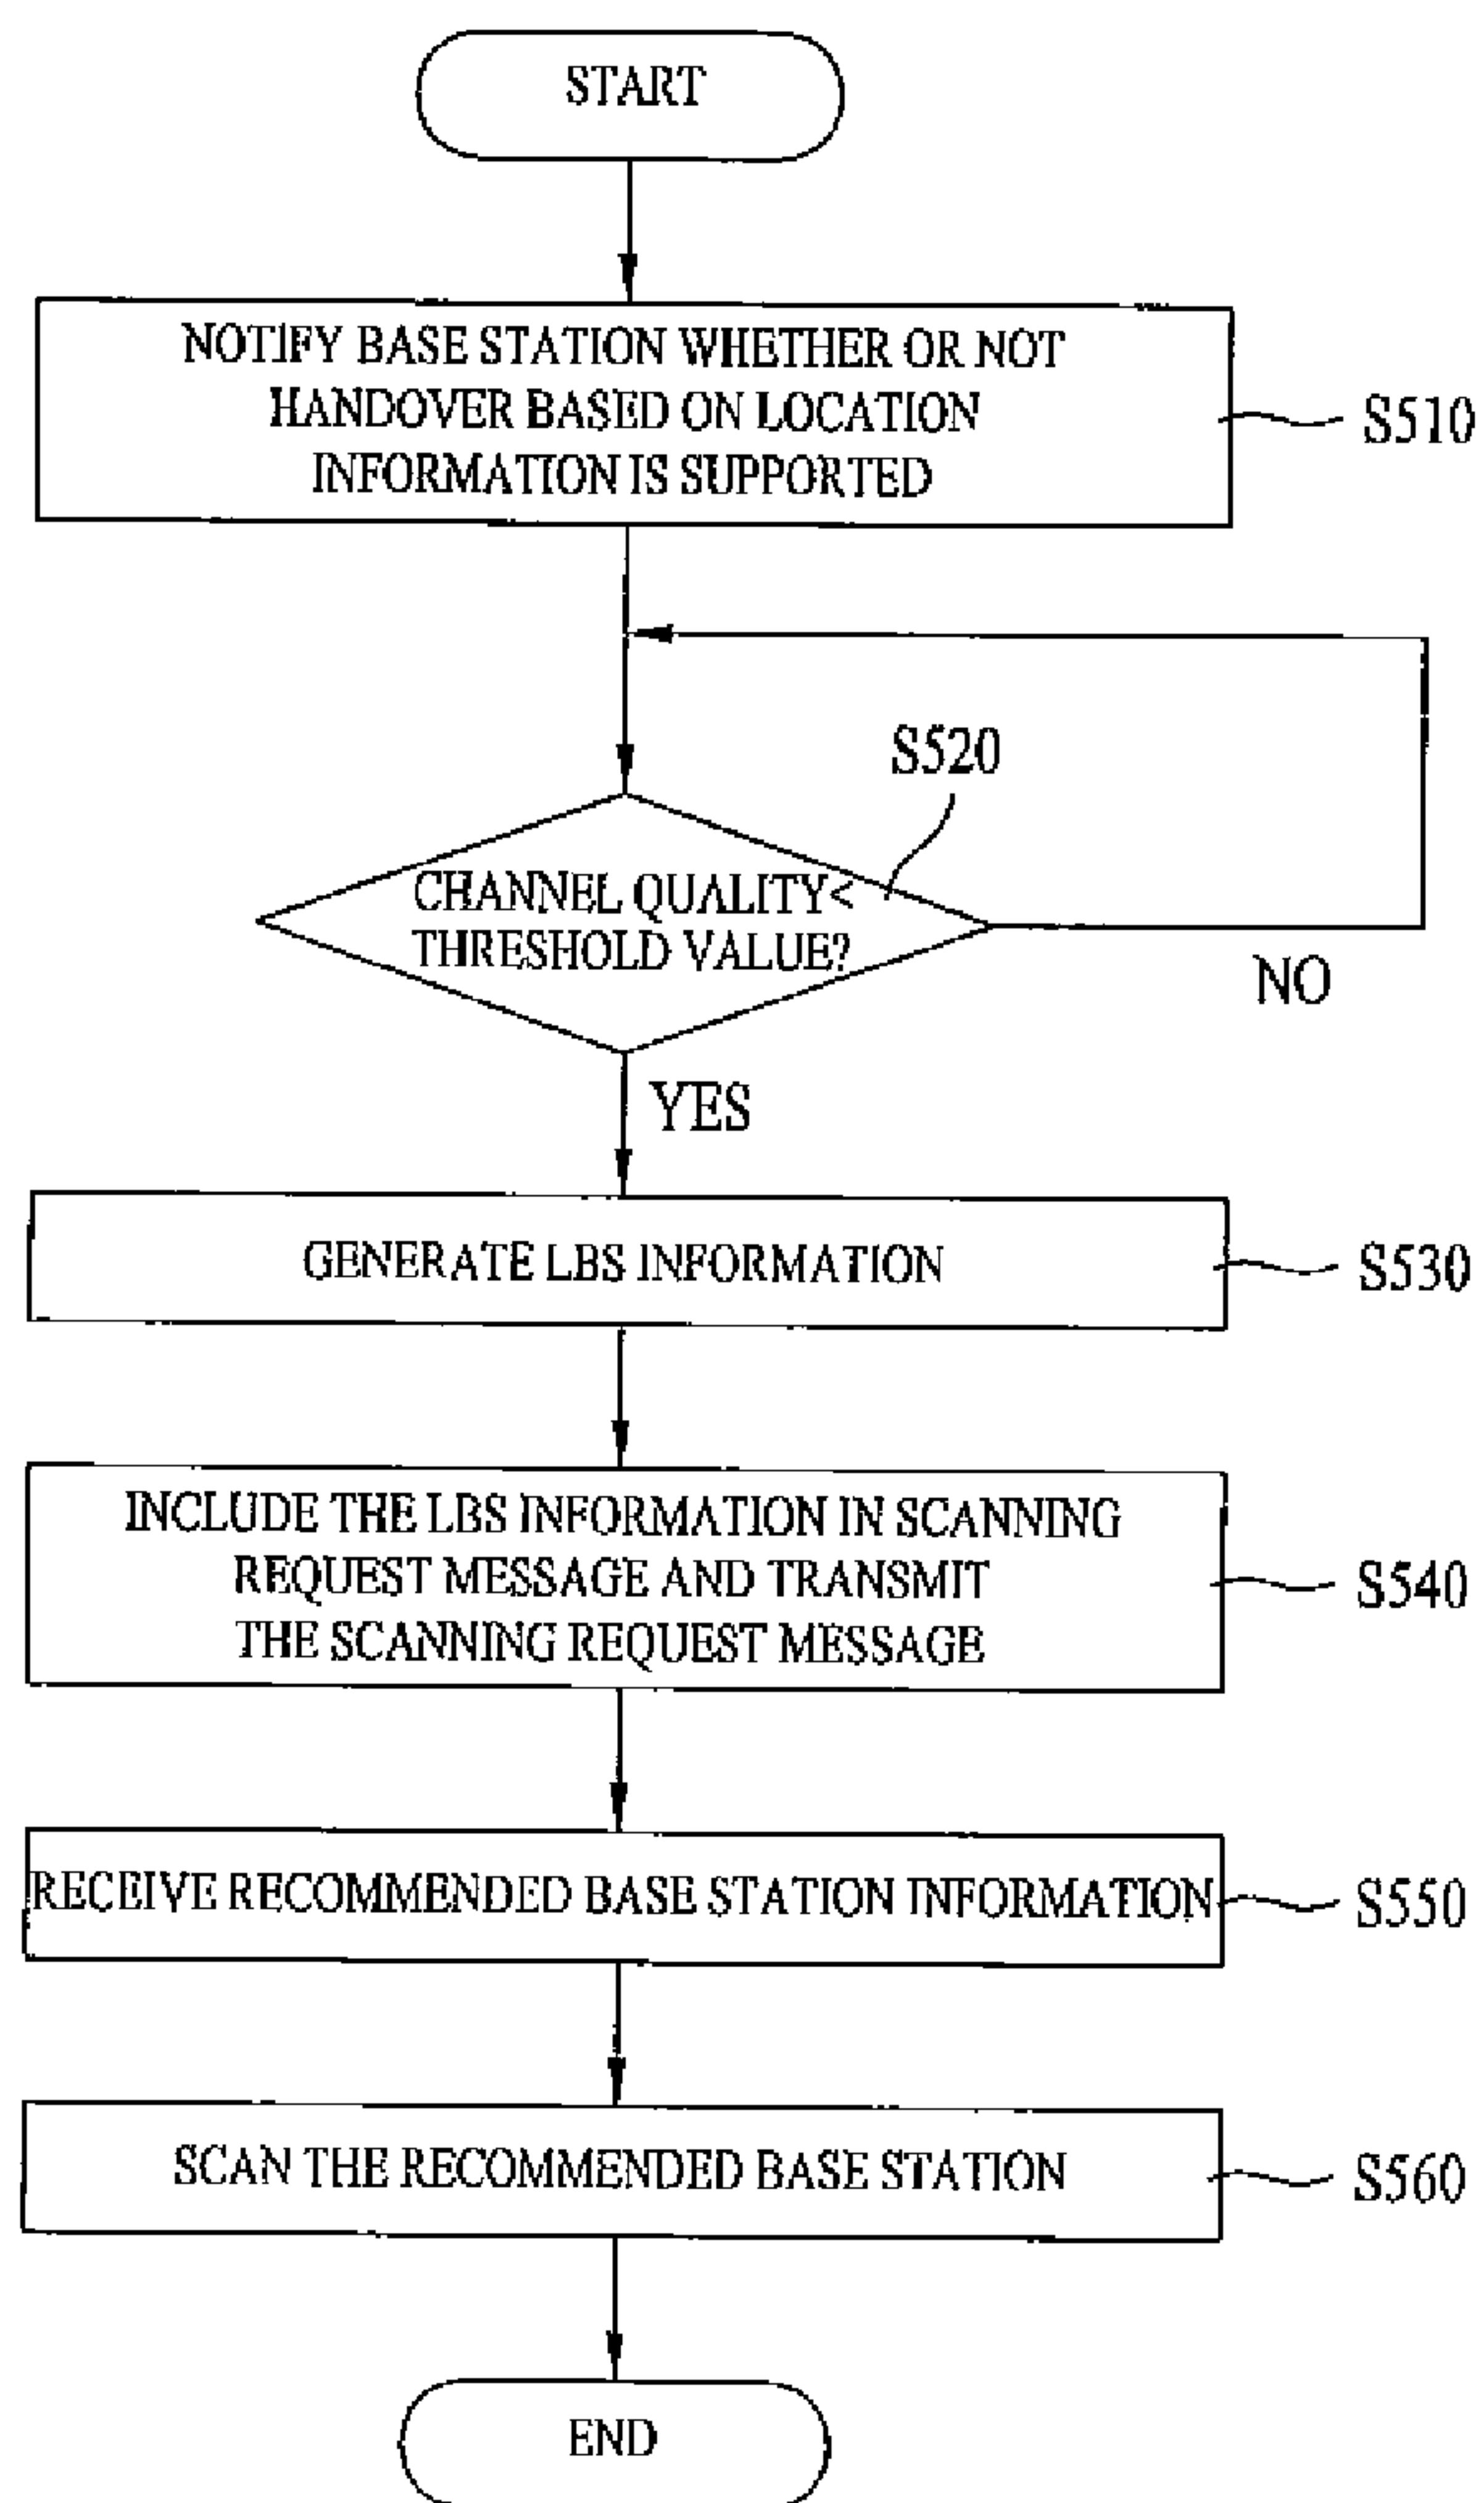 START
NOTIFY BASE STATION WHETHER OR NOT
HANDOVER BASED ON LOCATION
INFORMATION IS SUPPORTED
S510
S520
CHANNEL QUALITY<
THRESHOLD VALUE?
NO
YES
GENERATE LBS INFORMATION
S530
INCLUDE THE LBS INFORMATION IN SCANNING
REQUEST MESSAGE AND TRANSMIT
THE SCANNING REQUEST MESSAGE
S540
RECEIVE RECOMMENDED BASE STATION INFORMATION
S550
SCAN THE RECOMMENDED BASE STATION
S560
END